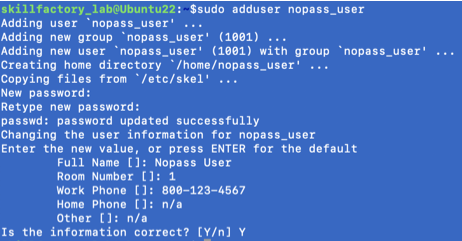 skillfactory_lab@Ubuntu22:~$sudo adduser nopass_user
Adding user `nopass_user' ...
Adding new group `nopass_user' (1001) ...
Adding new user `nopass_user' (1001) with group `nopass_user' ...
Creating home directory `/home/nopass_user' ...
Copying files from `/etc/skel' ...
New password:
Retype new password:
passwd: password updated successfully
Changing the user information for nopass_user
Enter the new value, or press ENTER for the default
Full Name []: Nopass User
Room Number []: 1
Work Phone []: 800-123-4567
Home Phone []: n/a
Other []: n/a
Is the information correct? [Y/n] Y